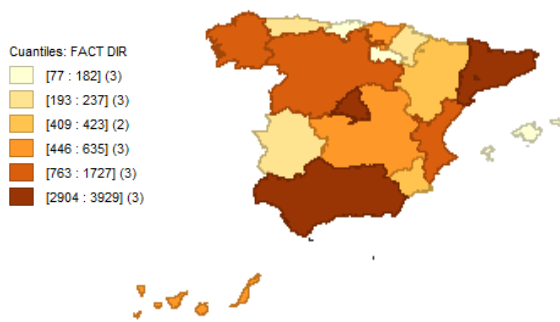 Cuantiles: FACT DIR
[77 : 182] (3)
[193 : 237] (3)
[409 : 423] (2)
[446 : 635] (3)
[763 : 1727] (3)
[2904 : 3929] (3)